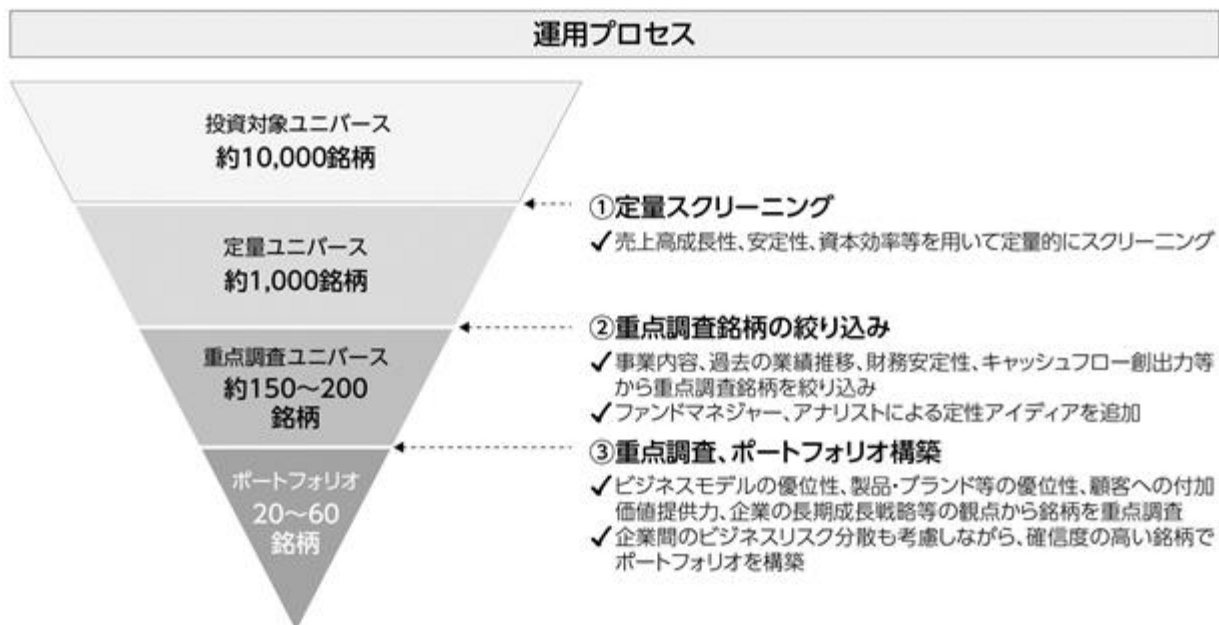 運用プロセス
投資対象ユニバース
約10,000銘柄
①定量スクリーニング
✓売上高成長性、安定性、資本効率等を用いて定量的にスクリーニング
定量ユニバース
約1,000銘柄
②重点調査銘柄の絞り込み
✓事業内容、過去の業績推移、財務安定性、キャッシュフロー創出力等
から重点調査銘柄を絞り込み
✓ファンドマネジャー、アナリストによる定性アイディアを追加
重点調査ユニバース
約150～200
銘柄
③重点調査、ポートフォリオ構築
✓ビジネスモデルの優位性、製品・ブランド等の優位性、顧客への付加
価値提供力、企業の長期成長戦略等の観点から銘柄を重点調査
✓企業間のビジネスリスク分散も考慮しながら、確信度の高い銘柄で
ポートフォリオを構築
ポートフォリオ
20～60
銘柄